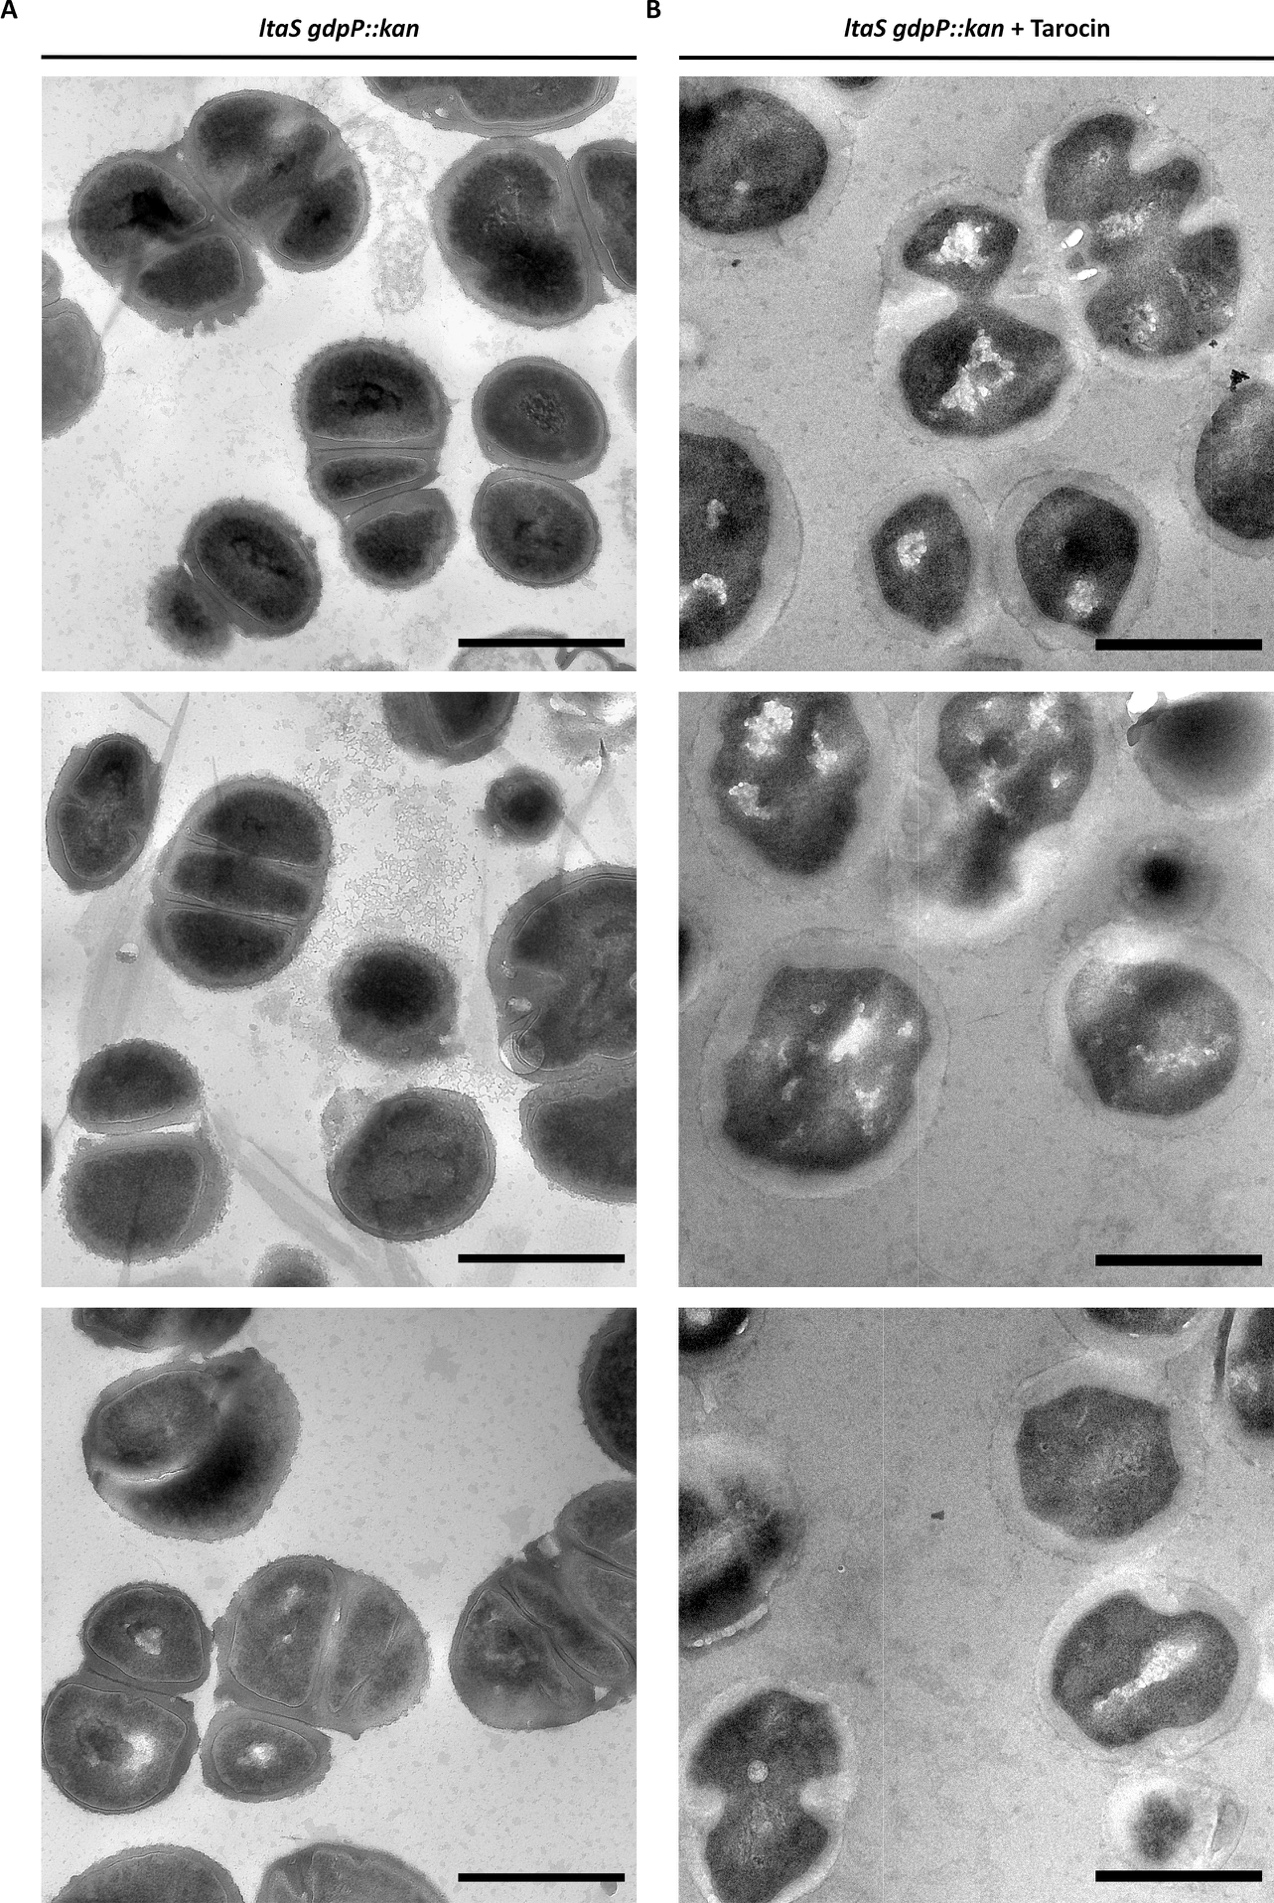 A
ltaS gdpP::kan
B
ltaS gdpP::kan + Tarocin